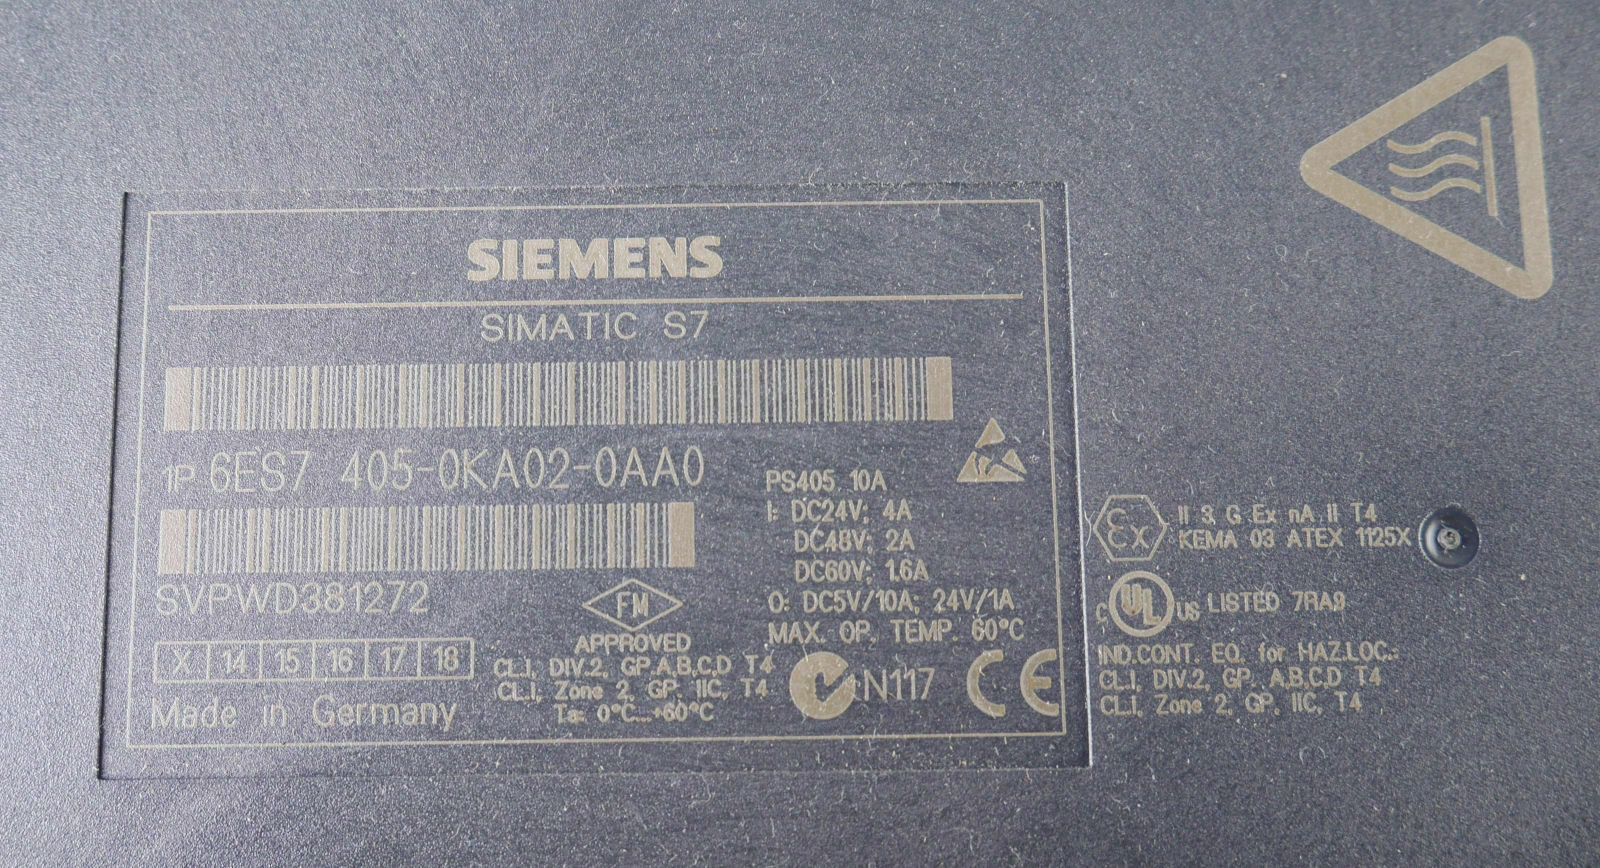 SIEMENS
SIMATIC S7
1P 6ES7 405-0KA02-0AA0
SVPWD381272
X 14 15 16 17 18
Made in Germany
FM
APPROVED
CL.I, DIV.2, GP.A,B,C,D T4
CL.I, Zone 2, GP. IIC, T4
Ta: 0°C...+60°C
PS405 10A
I: DC24V; 4A
DC48V; 2A
DC60V; 1.6A
O: DC5V/10A; 24V/1A
MAX. OP. TEMP. 60°C
N117
CE
Ex
II 3 G Ex nA II T4
KEMA 03 ATEX 1125X
C UL US LISTED 7RA9
IND.CONT. EQ. for HAZ.LOC.:
CL.I, DIV.2, GP. A,B,C,D T4
CL.I, Zone 2, GP. IIC, T4